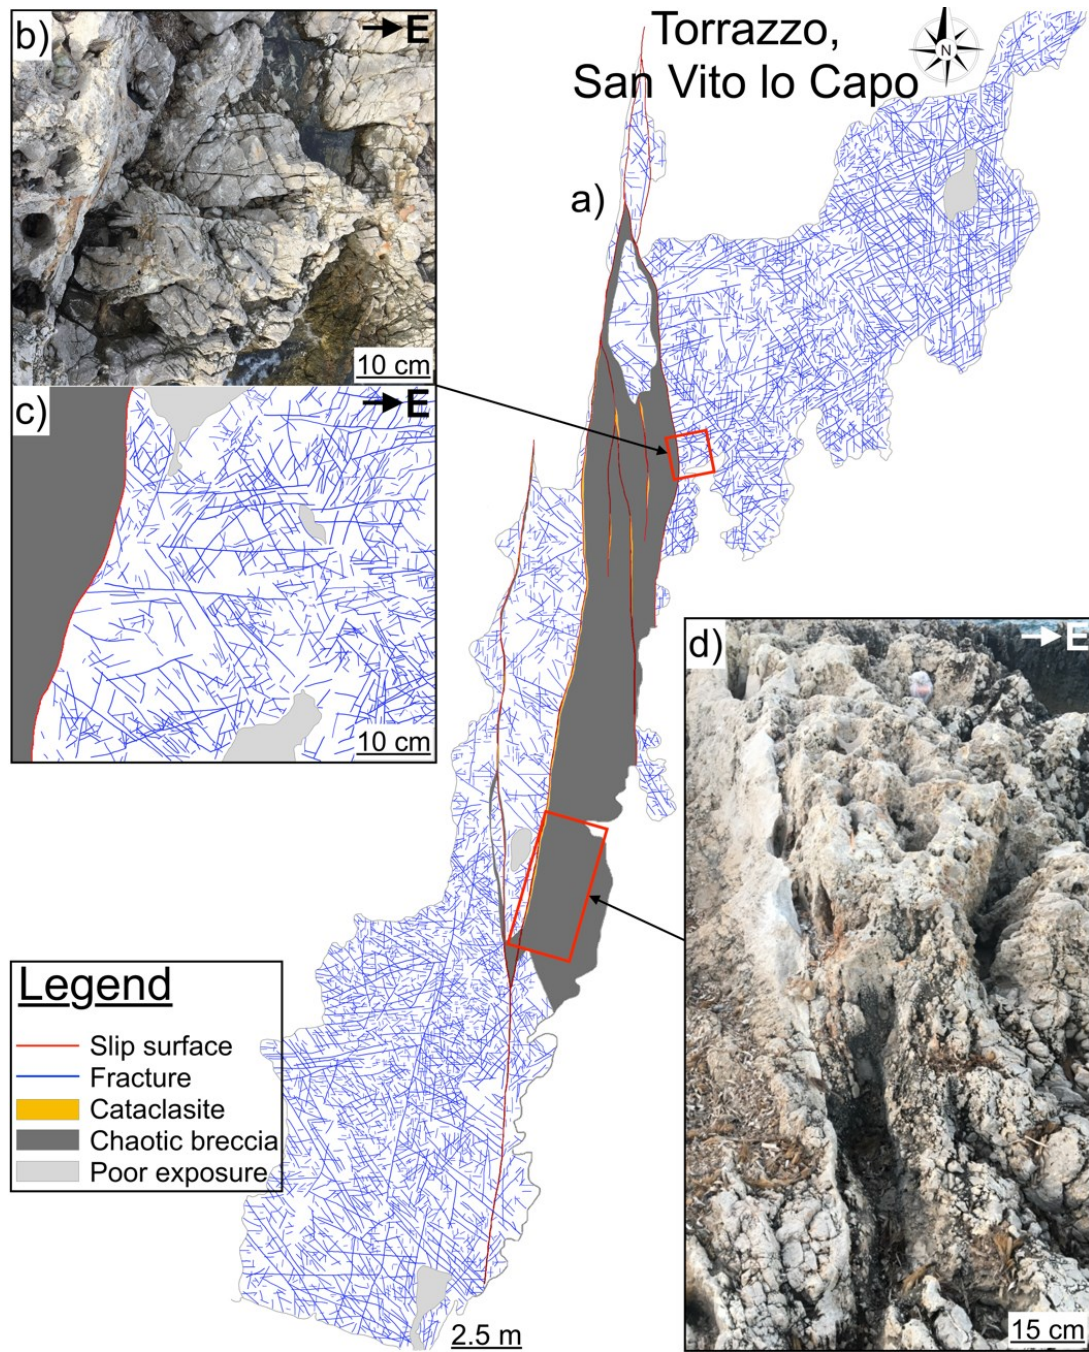 b)
E
Torrazzo,
San Vito lo Capo
N
a)
10 cm
c)
E
10 cm
d)
E
15 cm
Legend
Slip surface
Fracture
Cataclasite
Chaotic breccia
Poor exposure
2.5 m